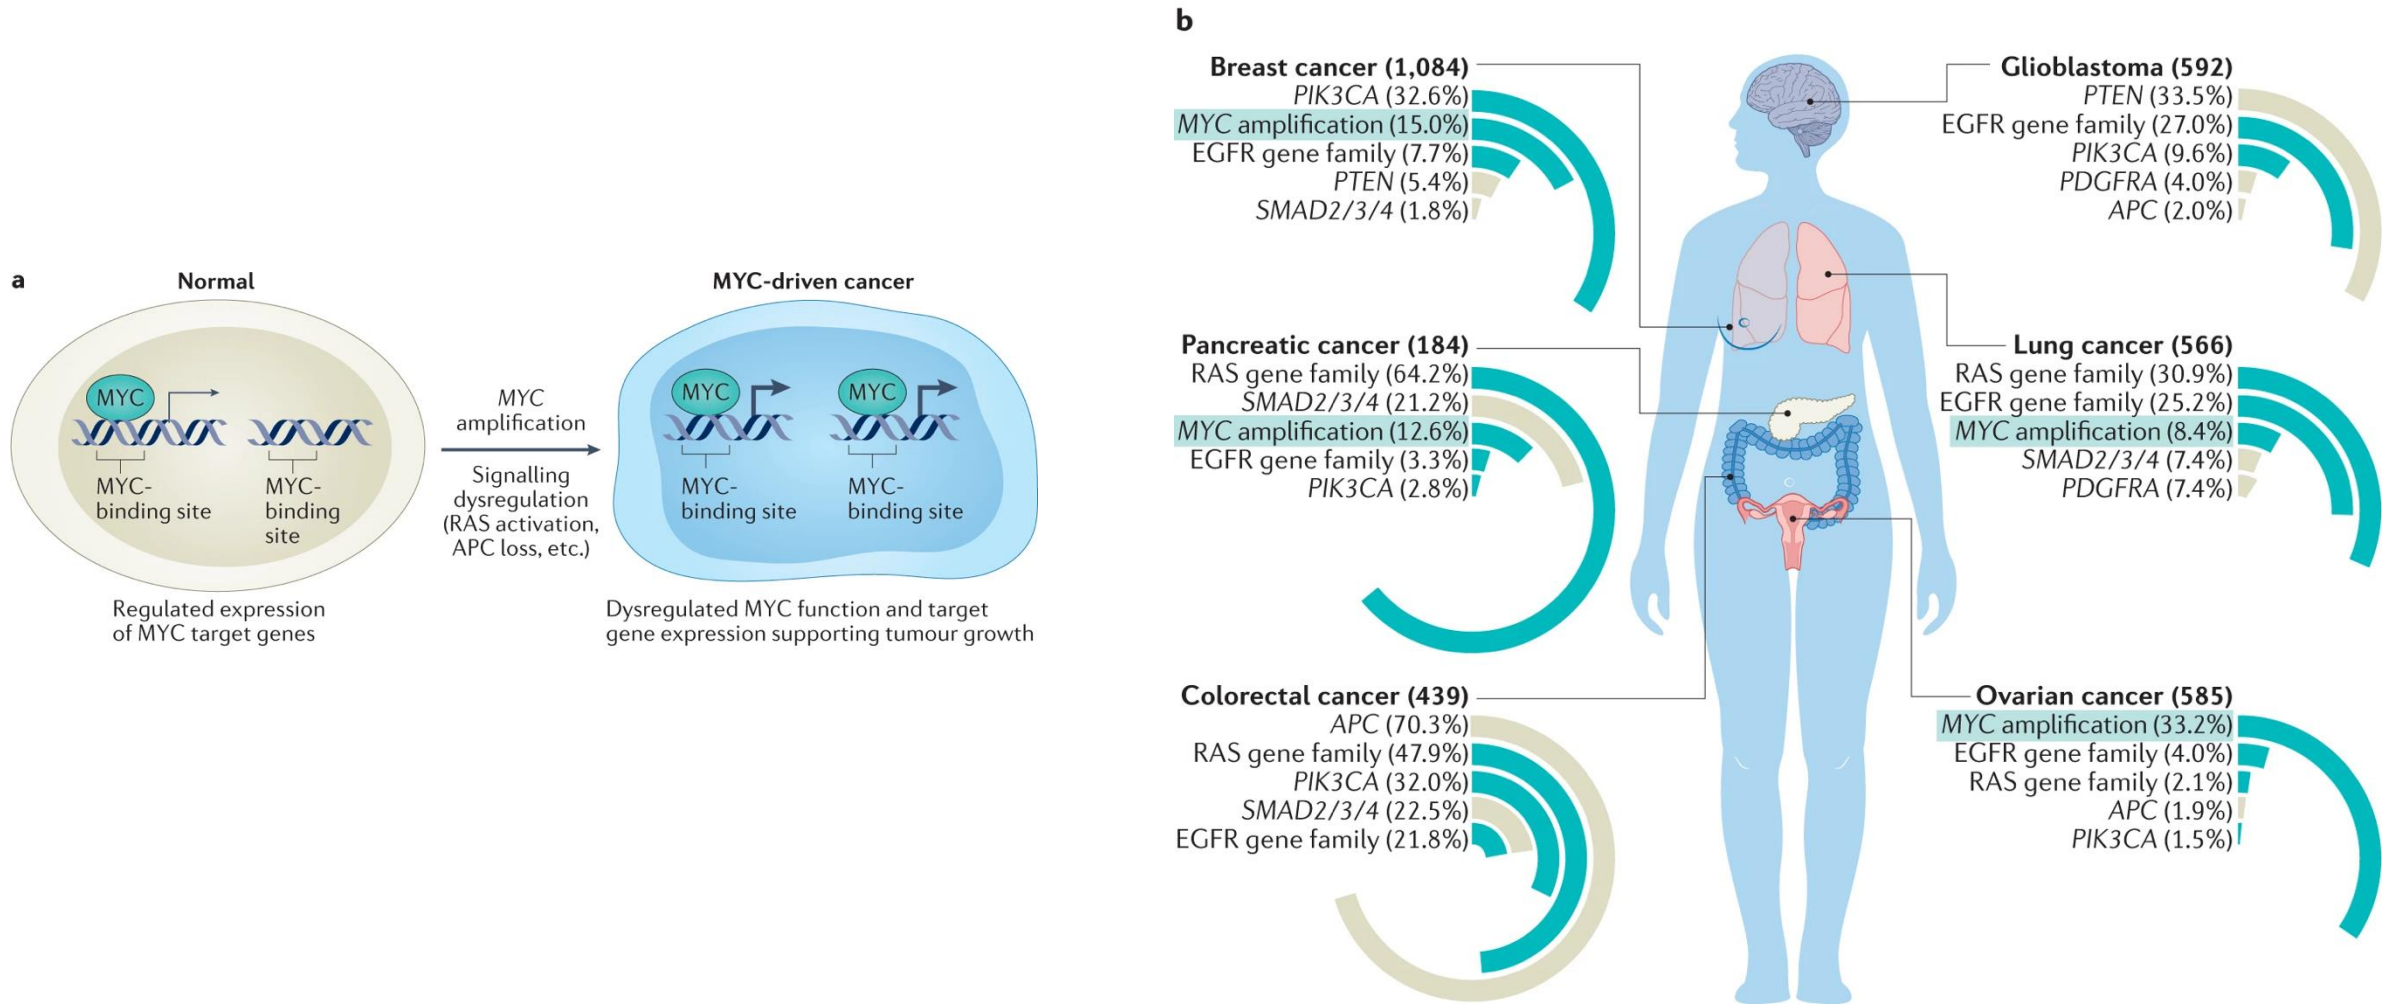 a
Normal
MYC
MYC-
binding site
MYC-
binding
site
Regulated expression
of MYC target genes
MYC
amplification
Signalling
dysregulation
(RAS activation,
APC loss, etc.)
MYC-driven cancer
MYC
MYC
MYC-
binding site
MYC-
binding site
Dysregulated MYC function and target
gene expression supporting tumour growth
b
Breast cancer (1,084)
PIK3CA (32.6%)
MYC amplification (15.0%)
EGFR gene family (7.7%)
PTEN (5.4%)
SMAD2/3/4 (1.8%)
Glioblastoma (592)
PTEN (33.5%)
EGFR gene family (27.0%)
PIK3CA (9.6%)
PDGFRA (4.0%)
APC (2.0%)
Pancreatic cancer (184)
RAS gene family (64.2%)
SMAD2/3/4 (21.2%)
MYC amplification (12.6%)
EGFR gene family (3.3%)
PIK3CA (2.8%)
Lung cancer (566)
RAS gene family (30.9%)
EGFR gene family (25.2%)
MYC amplification (8.4%)
SMAD2/3/4 (7.4%)
PDGFRA (7.4%)
Colorectal cancer (439)
APC (70.3%)
RAS gene family (47.9%)
PIK3CA (32.0%)
SMAD2/3/4 (22.5%)
EGFR gene family (21.8%)
Ovarian cancer (585)
MYC amplification (33.2%)
EGFR gene family (4.0%)
RAS gene family (2.1%)
APC (1.9%)
PIK3CA (1.5%)